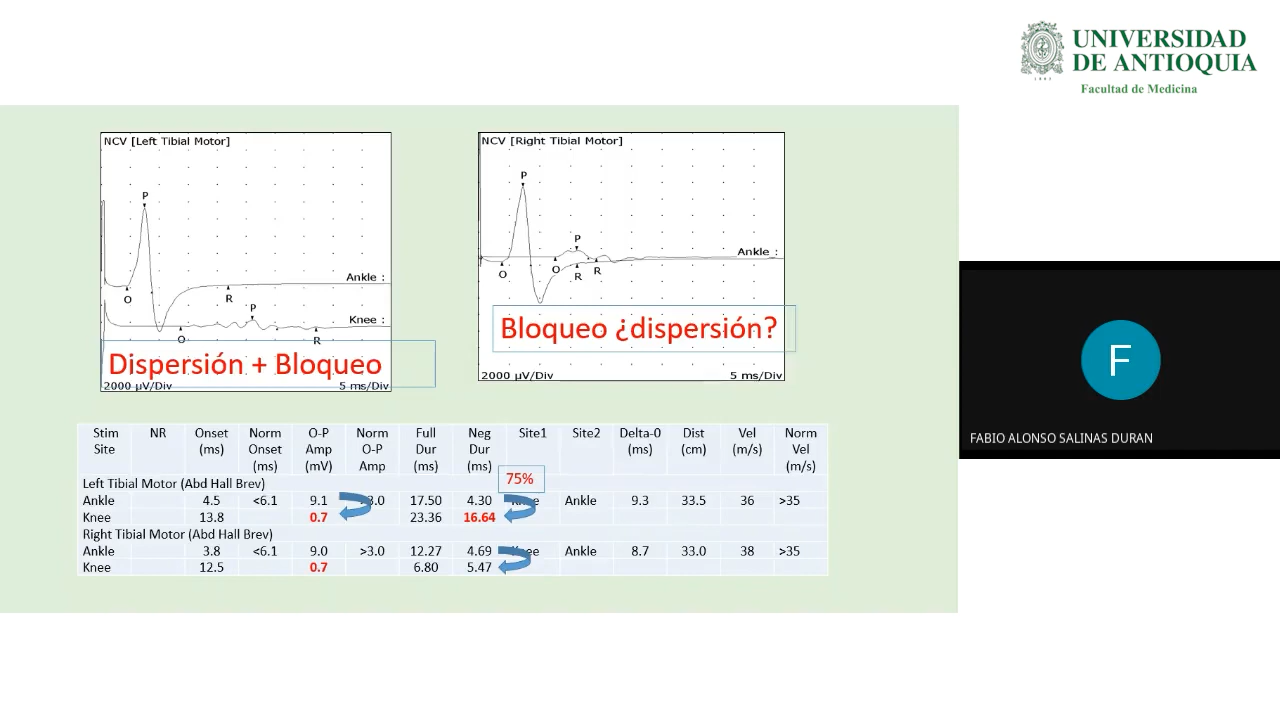 UNIVERSIDAD
DE ANTIOQUIA
Facultad de Medicina
1803
NCV [Left Tibial Motor]
P
Ankle :
O
R
P
Knee :
O
R
Dispersión + Bloqueo
2000 µV/Div
5 ms/Div
NCV [Right Tibial Motor]
P
P
Ankle :
O
O
R
R
Bloqueo ¿dispersión?
2000 µV/Div
5 ms/Div
FABIO ALONSO SALINAS DURAN
F
Stim Site NR Onset (ms) Norm Onset (ms) O-P Amp (mV) Norm O-P Amp Full Dur (ms) Neg Dur (ms) Site1 Site2 Delta-0 (ms) Dist (cm) Vel (m/s) Norm Vel (m/s)
75%
Left Tibial Motor (Abd Hall Brev)
Ankle 4.5 <6.1 9.1 3.0 17.50 4.30 Ankle 9.3 33.5 36 >35
Knee 13.8 0.7 23.36 16.64
Right Tibial Motor (Abd Hall Brev)
Ankle 3.8 <6.1 9.0 >3.0 12.27 4.69 Ankle 8.7 33.0 38 >35
Knee 12.5 0.7 6.80 5.47